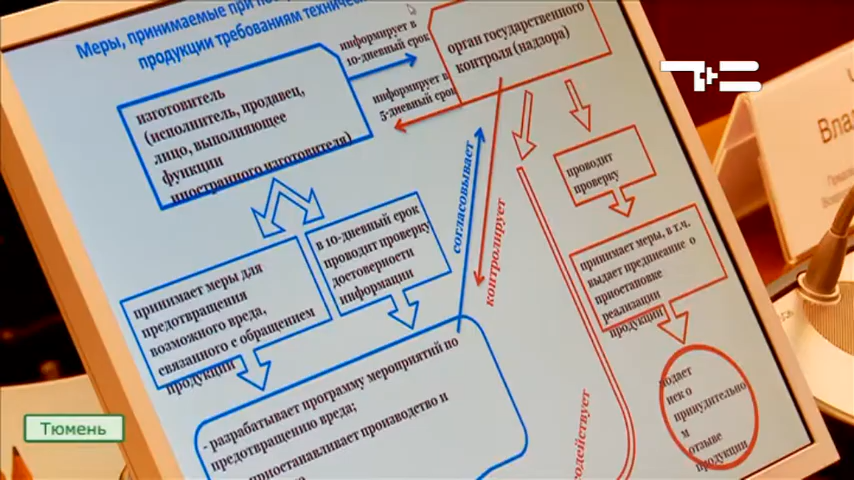 Меры, принимаемые при
продукции требованиям
информирует в
10-дневный срок
орган государственного
контроля (надзора)
информирует в
5-дневный срок
изготовитель
(исполнитель, продавец,
лицо, выполняющее
функции
иностранного изготовителя)
проводит
проверку
согласовывает
контролирует
в 10-дневный срок
проводит проверку
достоверности
информации
принимает меры для
предотвращения
возможного вреда,
связанного с обращением
продукции
принимает меры, в т.ч.
выдает предписание о
приостановке
реализации
продукции
- разрабатывает программу мероприятий по
предотвращению вреда;
приостанавливает производство и
подает
иск о
принудительно
м
отзыве
продукции
Тюмень